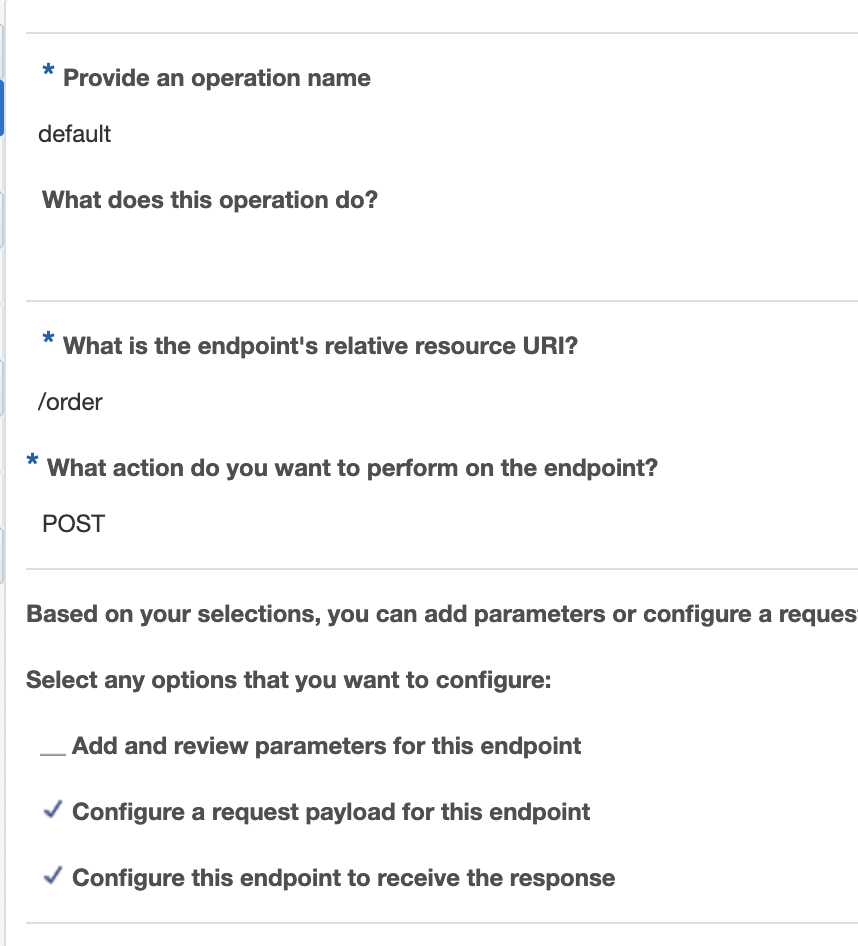 * Provide an operation name
default
What does this operation do?
* What is the endpoint's relative resource URI?
/order
* What action do you want to perform on the endpoint?
POST
Based on your selections, you can add parameters or configure a reques
Select any options that you want to configure:
Add and review parameters for this endpoint
Configure a request payload for this endpoint
Configure this endpoint to receive the response